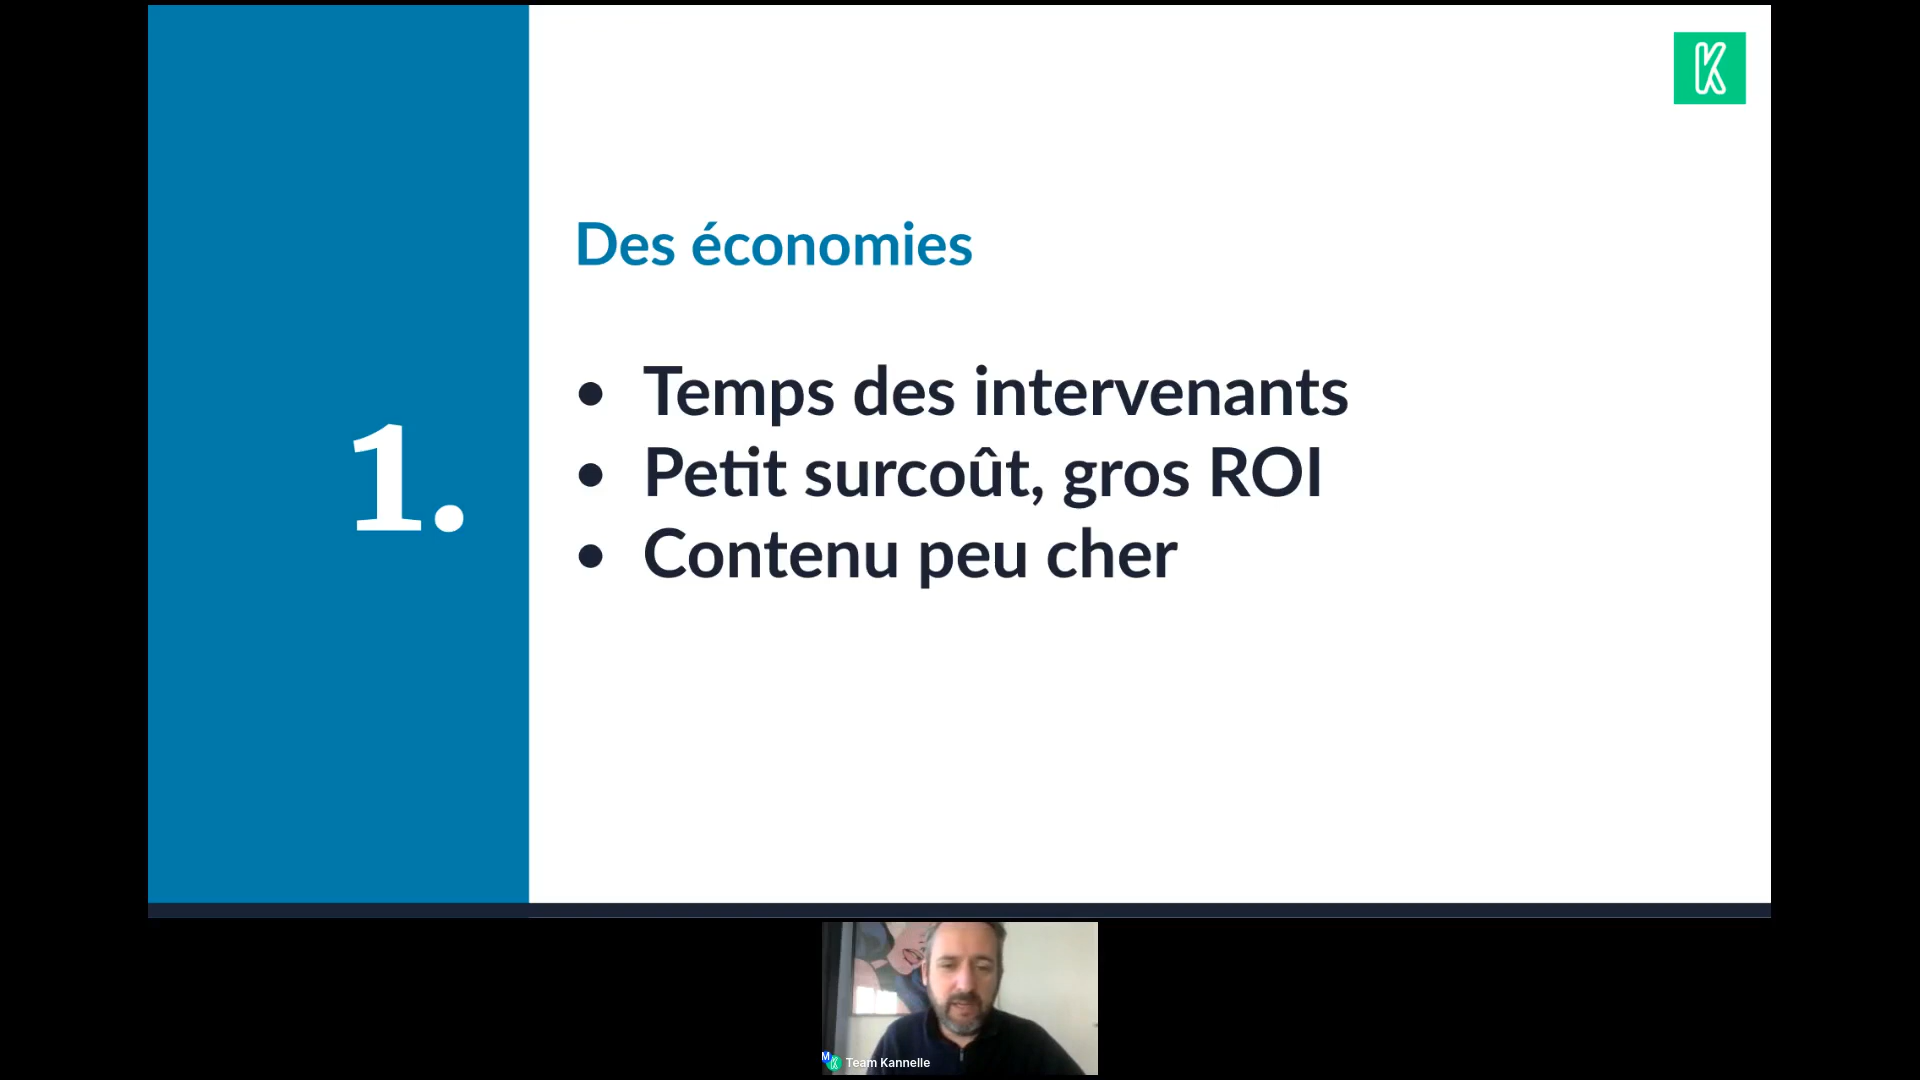 K
Des économies
1.
• Temps des intervenants
• Petit surcoût, gros ROI
• Contenu peu cher
M
Team Kannelle